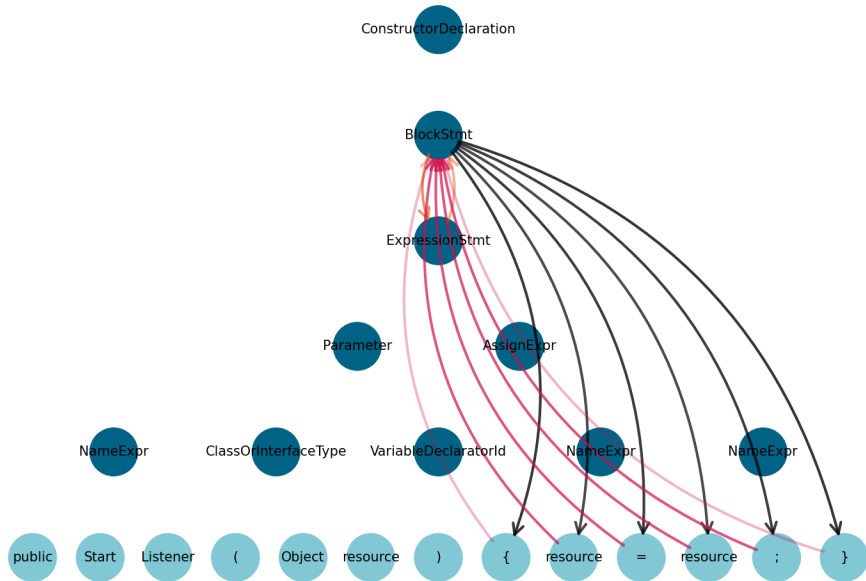 ConstructorDeclaration
BlockStmt
ExpressionStmt
Parameter AssignExpr
NameExpr ClassOrInterfaceType VariableDeclaratorId NameExpr NameExpr
public Start Listener ( Object resource ) { resource = resource ; }